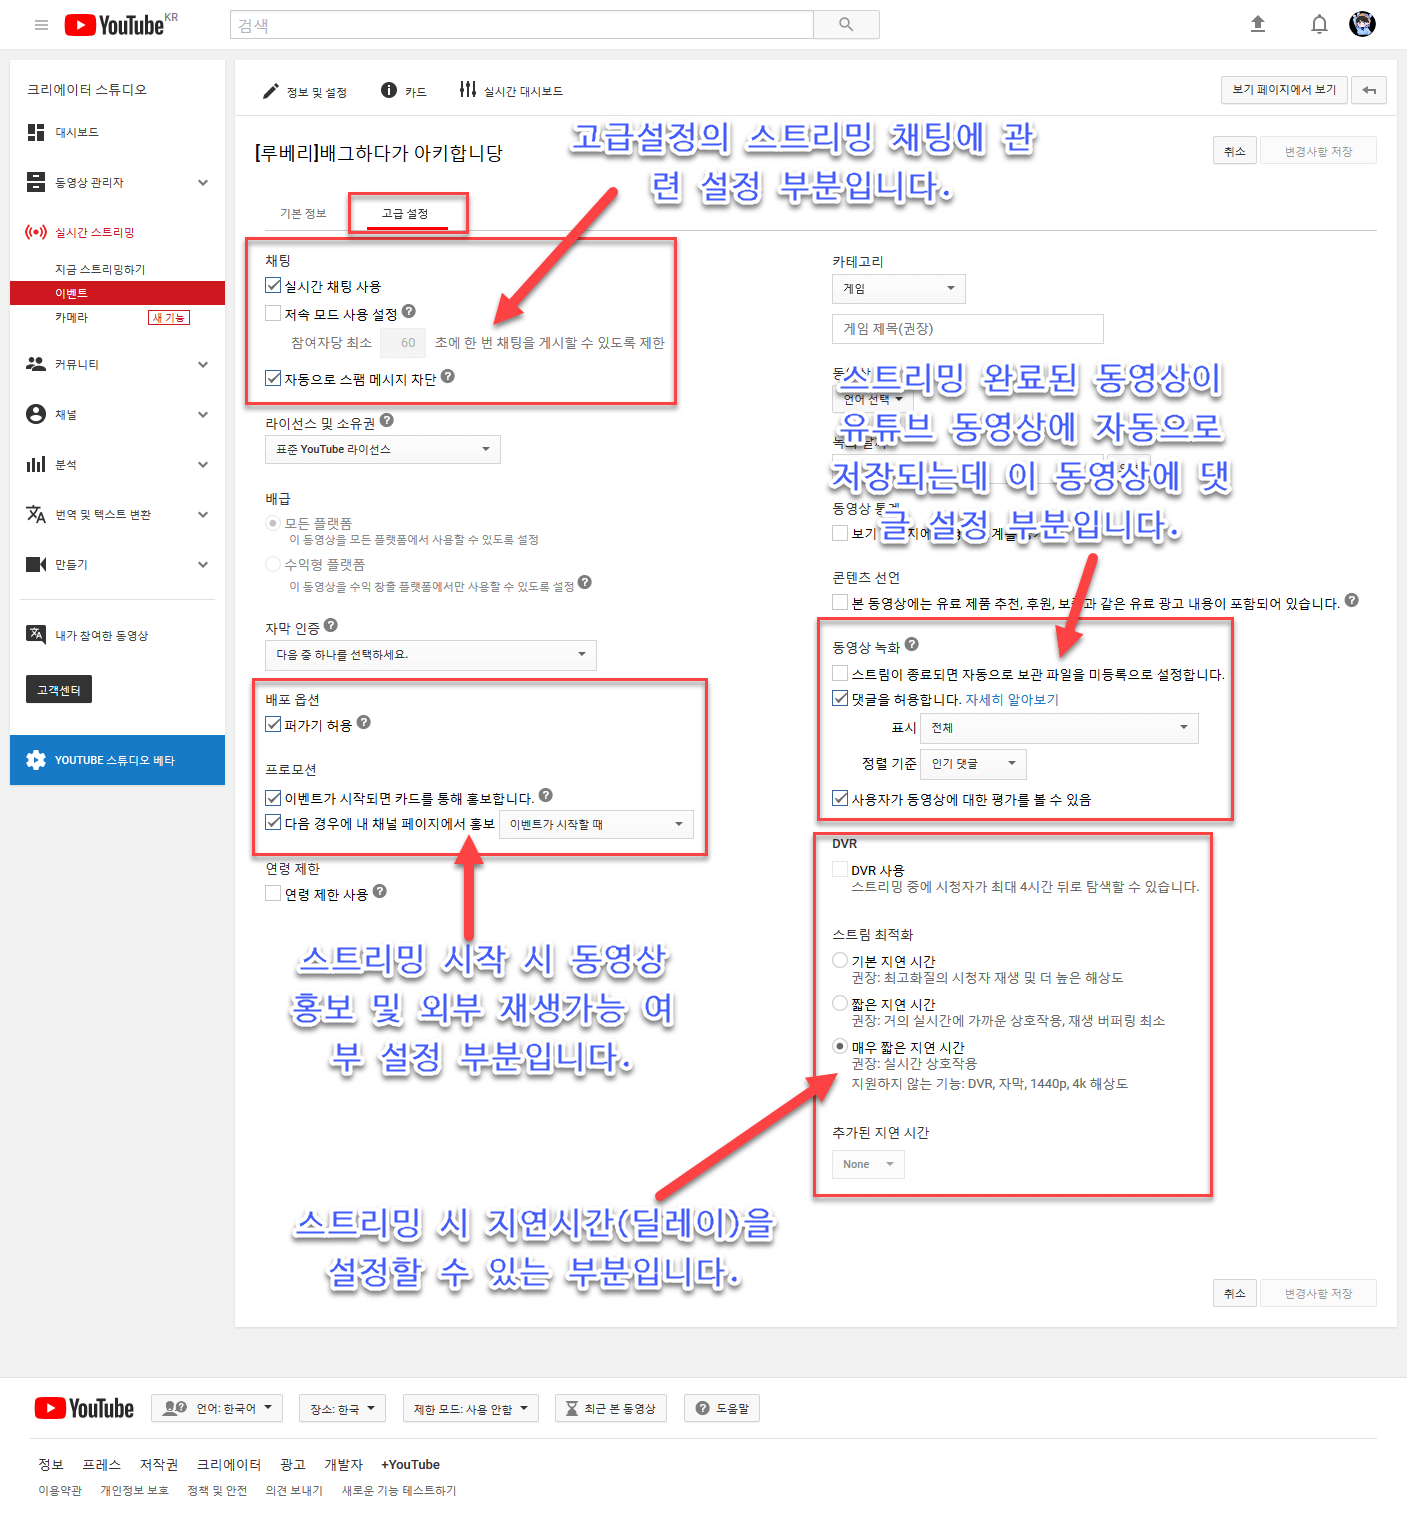 YouTube KR
검색
크리에이터 스튜디오
대시보드
동영상 관리자
실시간 스트리밍
지금 스트리밍하기
이벤트
카메라
새 기능
커뮤니티
채널
분석
번역 및 텍스트 변환
만들기
내가 참여한 동영상
고객센터
YOUTUBE 스튜디오 베타
정보 및 설정
카드
실시간 대시보드
보기 페이지에서 보기
[루베리]배그하다가 아키합니당
취소
변경사항 저장
고급설정의 스트리밍 채팅에 관
련 설정 부분입니다.
기본 정보
고급 설정
채팅
실시간 채팅 사용
저속 모드 사용 설정
참여자당 최소 60 초에 한 번 채팅을 게시할 수 있도록 제한
자동으로 스팸 메시지 차단
라이선스 및 소유권
표준 YouTube 라이선스
배급
모든 플랫폼
이 동영상을 모든 플랫폼에서 사용할 수 있도록 설정
수익형 플랫폼
이 동영상을 수익 창출 플랫폼에서만 사용할 수 있도록 설정
자막 인증
다음 중 하나를 선택하세요.
배포 옵션
퍼가기 허용
프로모션
이벤트가 시작되면 카드를 통해 홍보합니다.
다음 경우에 내 채널 페이지에서 홍보
이벤트가 시작할 때
연령 제한
연령 제한 사용
스트리밍 시작 시 동영상
홍보 및 외부 재생가능 여
부 설정 부분입니다.
카테고리
게임
게임 제목(권장)
언어 선택
스트리밍 완료된 동영상이
유튜브 동영상에 자동으로
저장되는데 이 동영상에 댓
글 설정 부분입니다.
동영상 통계
콘텐츠 선언
본 동영상에는 유료 제품 추천, 후원, 과 같은 유료 광고 내용이 포함되어 있습니다.
동영상 녹화
스트림이 종료되면 자동으로 보관 파일을 미등록으로 설정합니다.
댓글을 허용합니다. 자세히 알아보기
표시
전체
정렬 기준
인기 댓글
사용자가 동영상에 대한 평가를 볼 수 있음
DVR
DVR 사용
스트리밍 중에 시청자가 최대 4시간 뒤로 탐색할 수 있습니다.
스트림 최적화
기본 지연 시간
권장: 최고화질의 시청자 재생 및 더 높은 해상도
짧은 지연 시간
권장: 거의 실시간에 가까운 상호작용, 재생 버퍼링 최소
매우 짧은 지연 시간
권장: 실시간 상호작용
지원하지 않는 기능: DVR, 자막, 1440p, 4k 해상도
추가된 지연 시간
None
스트리밍 시 지연시간(딜레이)을
설정할 수 있는 부분입니다.
취소
변경사항 저장
YouTube
언어: 한국어
장소: 한국
제한 모드: 사용 안함
최근 본 동영상
도움말
정보
프레스
저작권
크리에이터
광고
개발자
+YouTube
이용약관
개인정보 보호
정책 및 안전
의견 보내기
새로운 기능 테스트하기